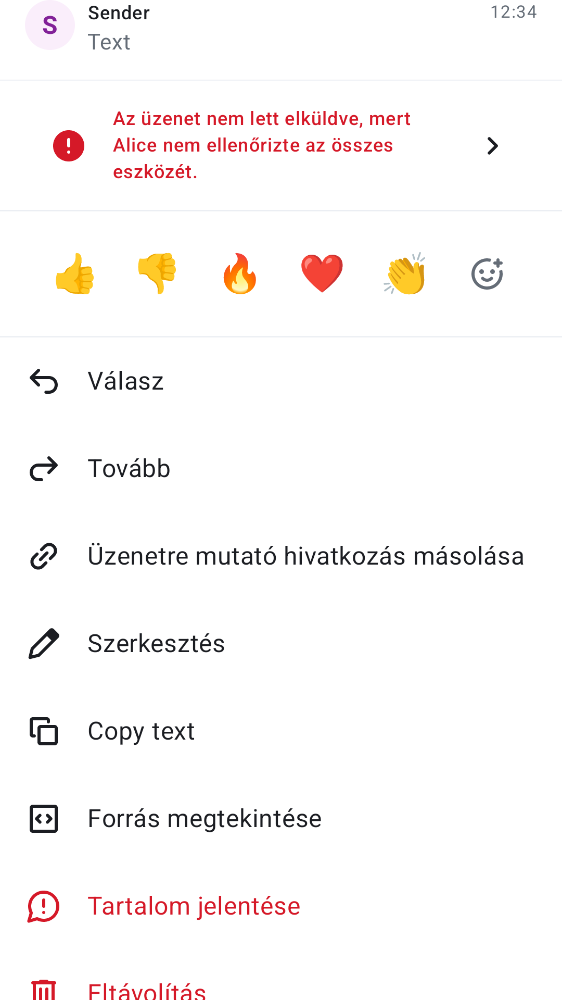 S
Sender
12:34
Text
Az üzenet nem lett elküldve, mert
Alice nem ellenőrizte az összes
eszközét.
Válasz
Tovább
Üzenetre mutató hivatkozás másolása
Szerkesztés
Copy text
Forrás megtekintése
Tartalom jelentése
Eltávolítás